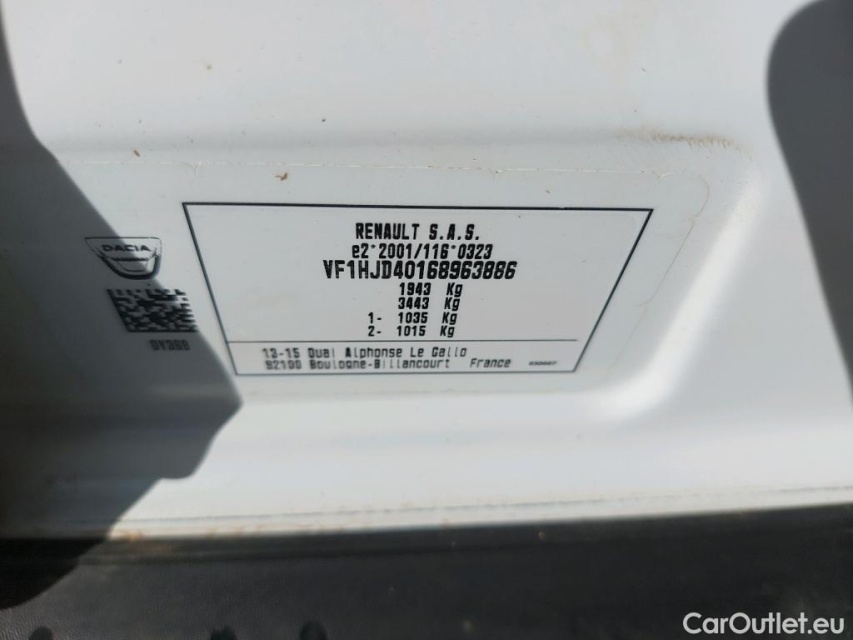 RENAULT S.A.S.
e2*2001/116*0323
VF1HJD40168963886
1943 Kg
3443 Kg
1- 1035 Kg
2- 1015 Kg
13-15 Quai Alphonse Le Gallo
92100 Boulogne-Billancourt France
DACIA
CarOutlet.eu